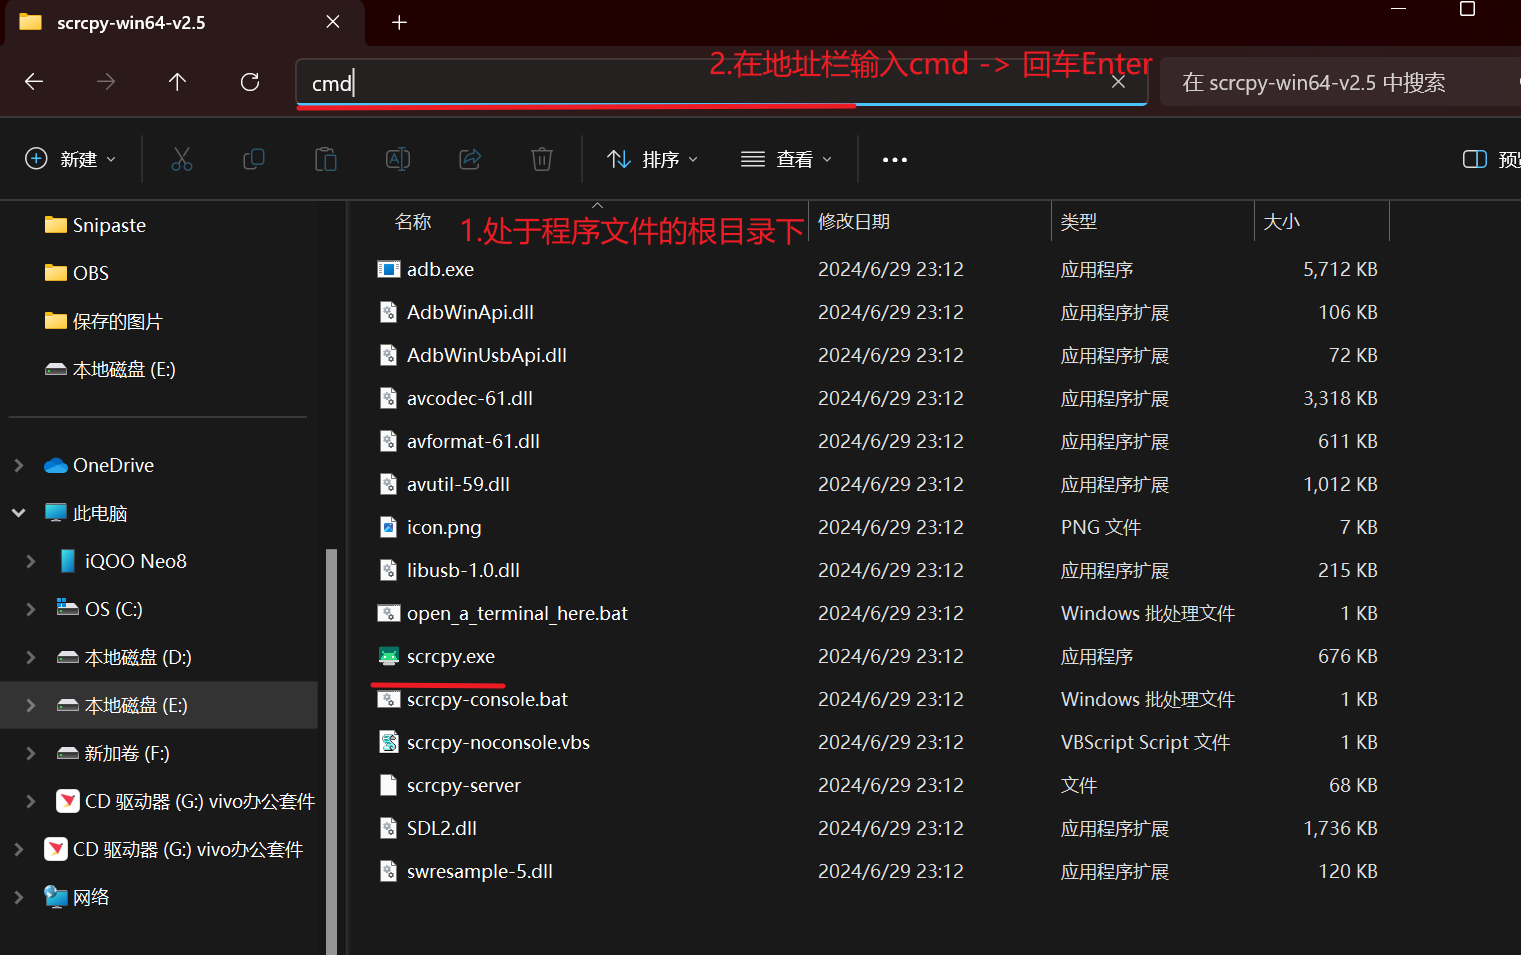 scrcpy-win64-v2.5
2.在地址栏输入cmd -> 回车Enter
cmd
在 scrcpy-win64-v2.5 中搜索
新建 排序 查看
Snipaste
OBS
保存的图片
本地磁盘 (E:)
OneDrive
此电脑
iQOO Neo8
OS (C:)
本地磁盘 (D:)
本地磁盘 (E:)
新加卷 (F:)
CD 驱动器 (G:) vivo办公套件
CD 驱动器 (G:) vivo办公套件
网络
1.处于程序文件的根目录下
名称 修改日期 类型 大小
adb.exe 2024/6/29 23:12 应用程序 5,712 KB
AdbWinApi.dll 2024/6/29 23:12 应用程序扩展 106 KB
AdbWinUsbApi.dll 2024/6/29 23:12 应用程序扩展 72 KB
avcodec-61.dll 2024/6/29 23:12 应用程序扩展 3,318 KB
avformat-61.dll 2024/6/29 23:12 应用程序扩展 611 KB
avutil-59.dll 2024/6/29 23:12 应用程序扩展 1,012 KB
icon.png 2024/6/29 23:12 PNG 文件 7 KB
libusb-1.0.dll 2024/6/29 23:12 应用程序扩展 215 KB
open_a_terminal_here.bat 2024/6/29 23:12 Windows 批处理文件 1 KB
scrcpy.exe 2024/6/29 23:12 应用程序 676 KB
scrcpy-console.bat 2024/6/29 23:12 Windows 批处理文件 1 KB
scrcpy-noconsole.vbs 2024/6/29 23:12 VBScript Script 文件 1 KB
scrcpy-server 2024/6/29 23:12 文件 68 KB
SDL2.dll 2024/6/29 23:12 应用程序扩展 1,736 KB
swresample-5.dll 2024/6/29 23:12 应用程序扩展 120 KB